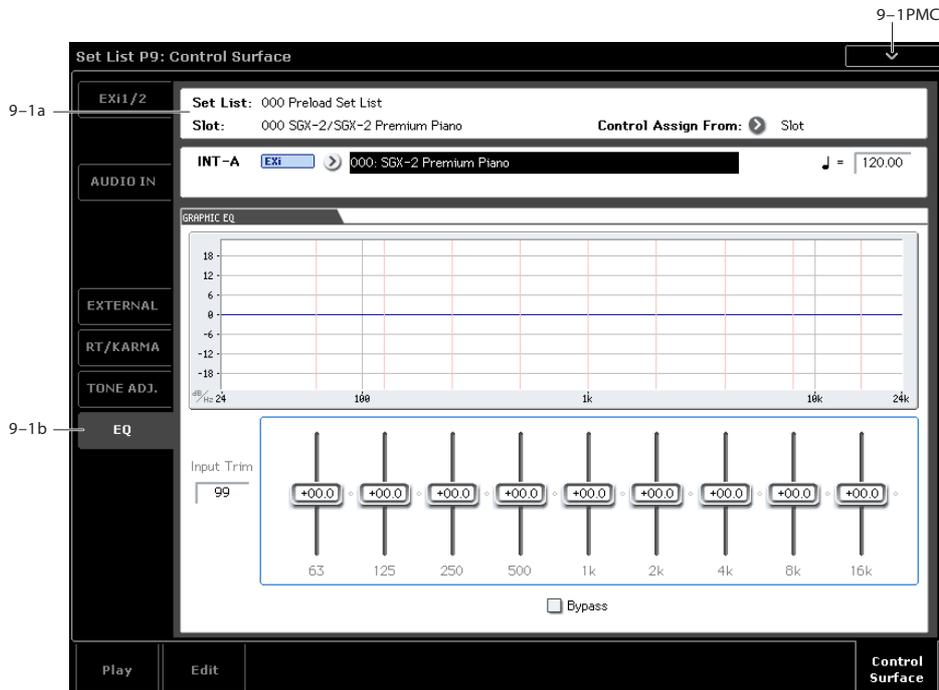 9–1PMC
Set List P9: Control Surface
EXi1/2
9–1a
Set List: 000 Preload Set List
Slot: 000 SGX-2/SGX-2 Premium Piano Control Assign From: Slot
INT-A EXi 000: SGX-2 Premium Piano ♩ = 120.00
AUDIO IN
GRAPHIC EQ
18
12
6
0
-6
-12
-18
dB/Hz 24 100 1k 10k 24k
EXTERNAL
RT/KARMA
TONE ADJ.
9–1b
EQ
Input Trim
99
+00.0 +00.0 +00.0 +00.0 +00.0 +00.0 +00.0 +00.0 +00.0
63 125 250 500 1k 2k 4k 8k 16k
Bypass
Play Edit Control
Surface